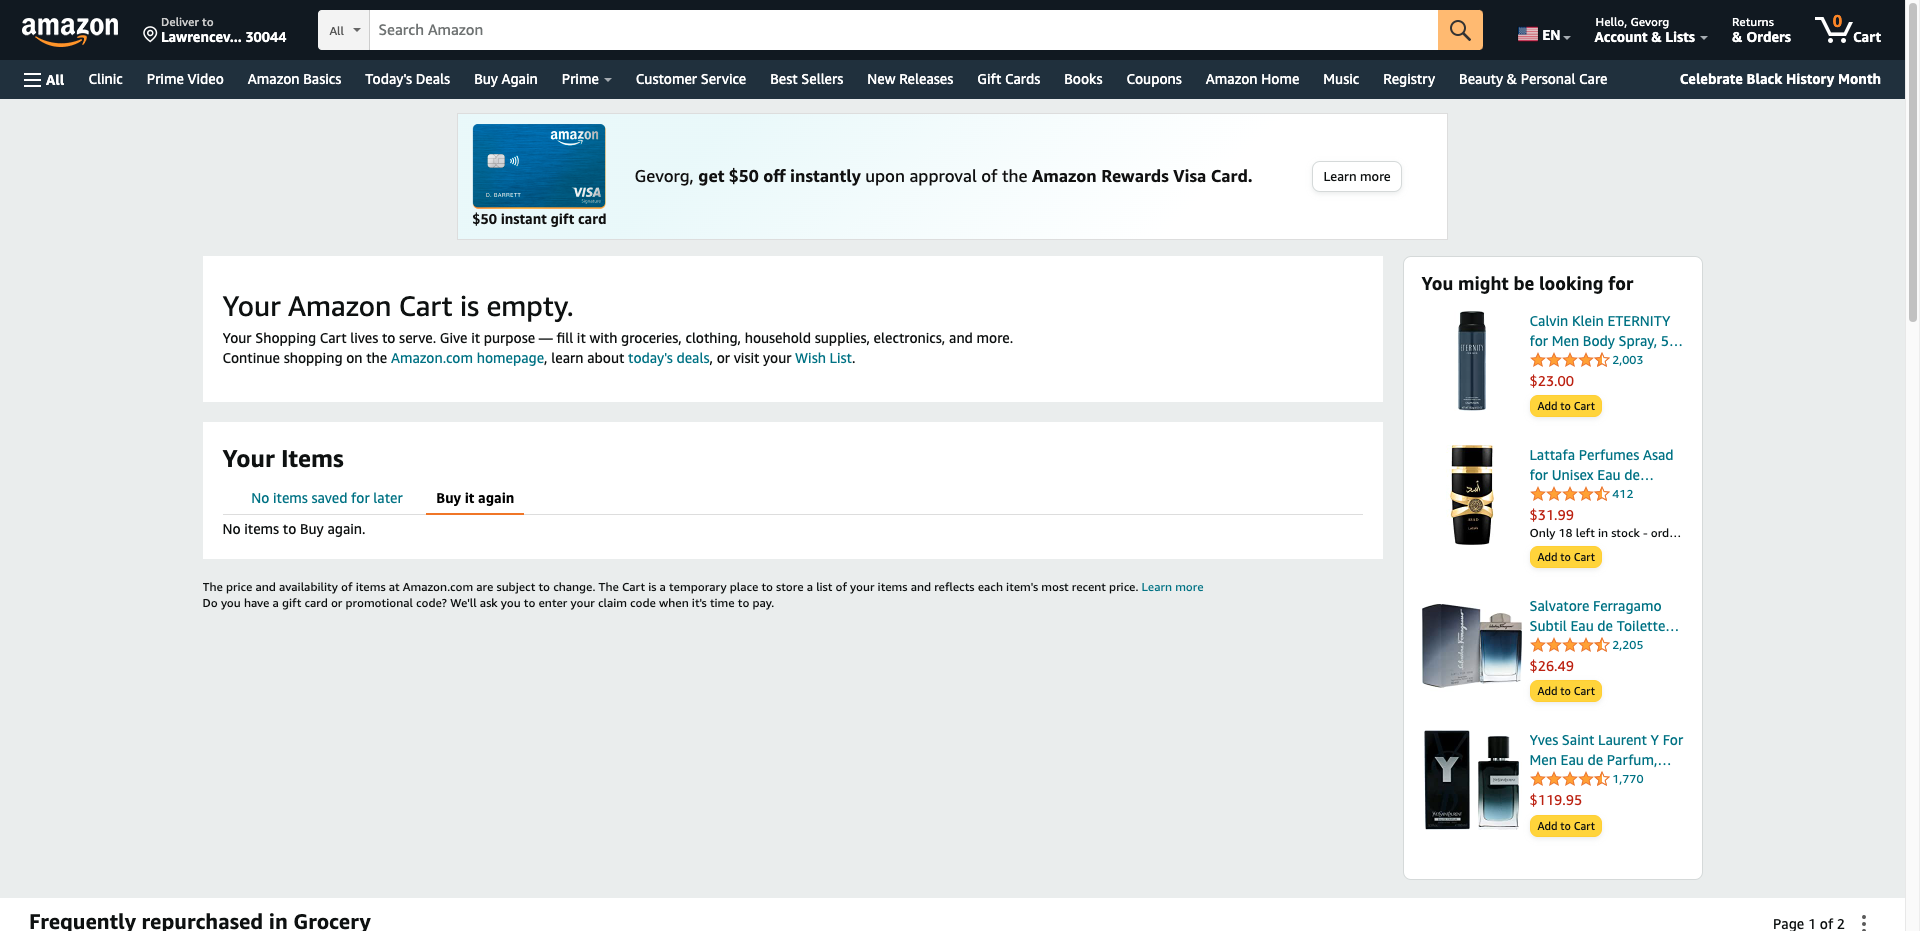 amazon
Deliver to
Lawrencev... 30044
All
Search Amazon
EN
Hello, Gevorg
Account & Lists
Returns
& Orders
0
Cart
All
Clinic
Prime Video
Amazon Basics
Today's Deals
Buy Again
Prime
Customer Service
Best Sellers
New Releases
Gift Cards
Books
Coupons
Amazon Home
Music
Registry
Beauty & Personal Care
Celebrate Black History Month
amazon
D. BARRETT
VISA
Signature
$50 instant gift card
Gevorg, get $50 off instantly upon approval of the Amazon Rewards Visa Card.
Learn more
Your Amazon Cart is empty.
Your Shopping Cart lives to serve. Give it purpose — fill it with groceries, clothing, household supplies, electronics, and more.
Continue shopping on the Amazon.com homepage, learn about today's deals, or visit your Wish List.
Your Items
No items saved for later
Buy it again
No items to Buy again.
The price and availability of items at Amazon.com are subject to change. The Cart is a temporary place to store a list of your items and reflects each item's most recent price. Learn more
Do you have a gift card or promotional code? We'll ask you to enter your claim code when it's time to pay.
You might be looking for
ETERNITY
Calvin Klein ETERNITY
for Men Body Spray, 5…
2,003
$23.00
Add to Cart
أسد
ASAD
Lattafa Perfumes Asad
for Unisex Eau de…
412
$31.99
Only 18 left in stock - ord…
Add to Cart
Salvatore Ferragamo
Salvatore Ferragamo
Subtil Eau de Toilette…
2,205
$26.49
Add to Cart
Y
Yves Saint Laurent Y For
Men Eau de Parfum,…
1,770
$119.95
Add to Cart
Frequently repurchased in Grocery
Page 1 of 2